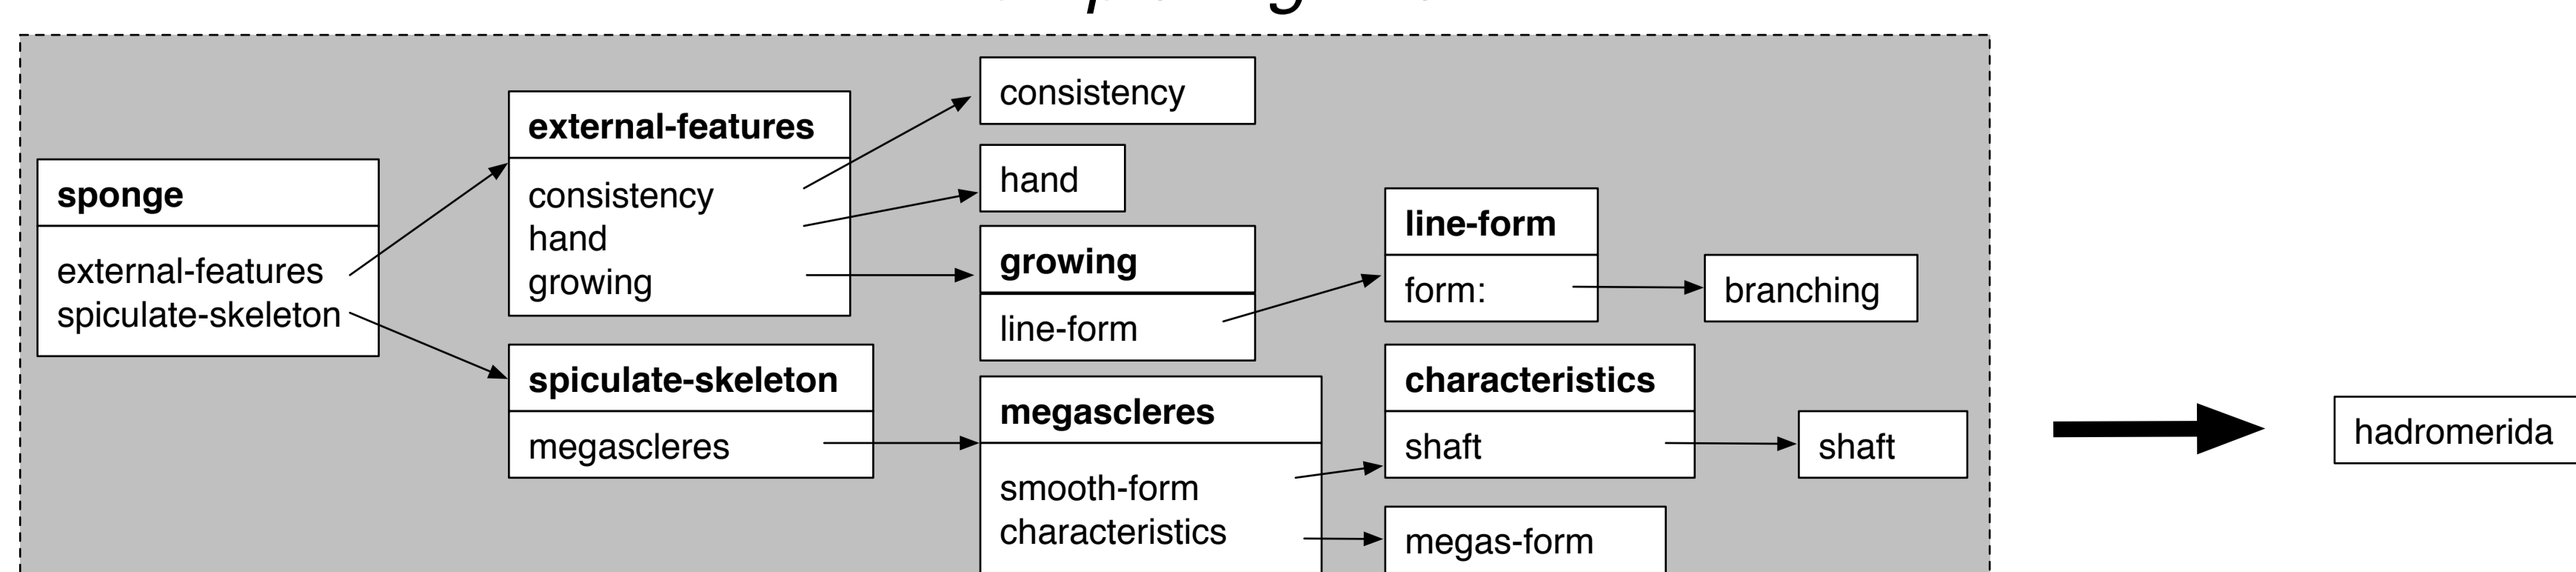 sponge
external-features
spiculate-skeleton
external-features
consistency
hand
growing
spiculate-skeleton
megascleres
consistency
hand
growing
line-form
megascleres
smooth-form
characteristics
line-form
form:
branching
characteristics
shaft
shaft
megas-form
hadromerida